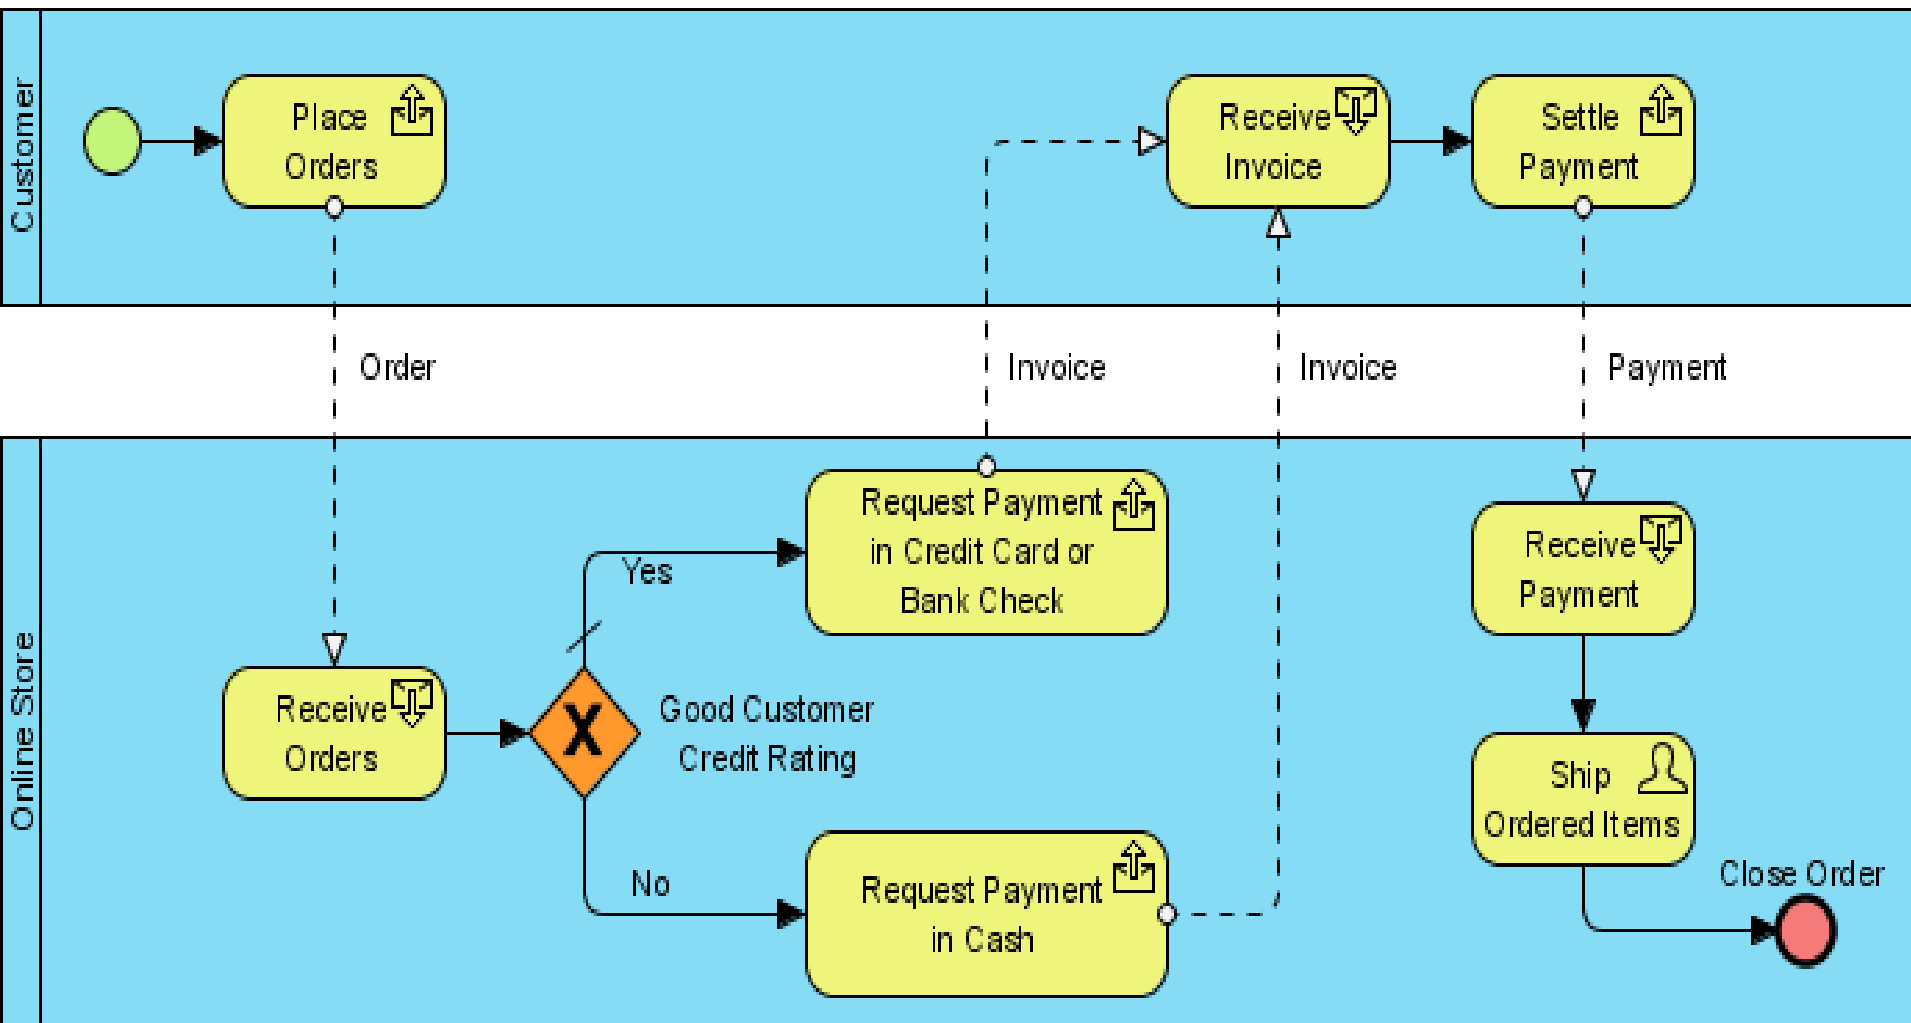 Customer
Place
Orders
Receive
Invoice
Settle
Payment
Order
Invoice
Invoice
Payment
Online Store
Receive
Orders
Good Customer
Credit Rating
Yes
No
Request Payment
in Credit Card or
Bank Check
Request Payment
in Cash
Receive
Payment
Ship
Ordered Items
Close Order